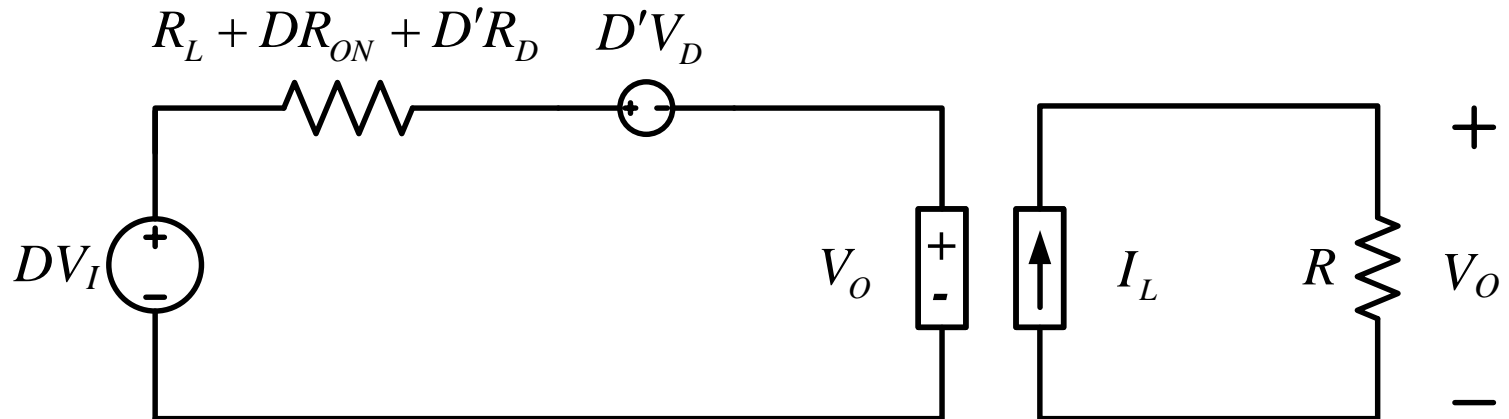 R_L + DR_ON + D'R_D
D'V_D
DV_I
+
−
+ -
V_O
+
-
I_L
R
+
V_O
−